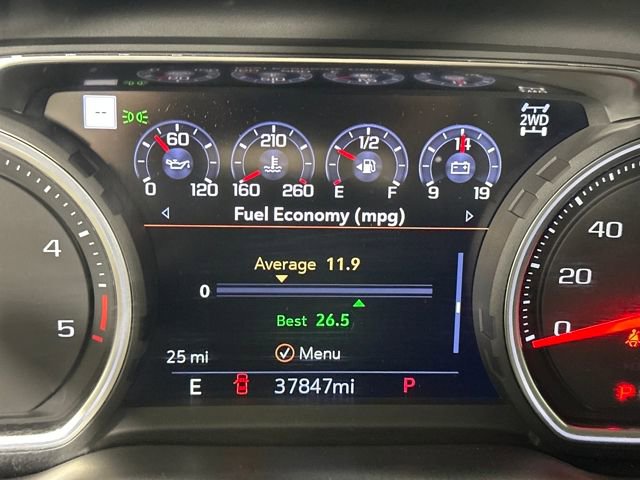 --
2WD
60
0 120
210
160 260
1/2
E F
14
9 19
Fuel Economy (mpg)
Average 11.9
0
Best 26.5
25 mi
Menu
E 37847mi P
4
5
40
20
0
P